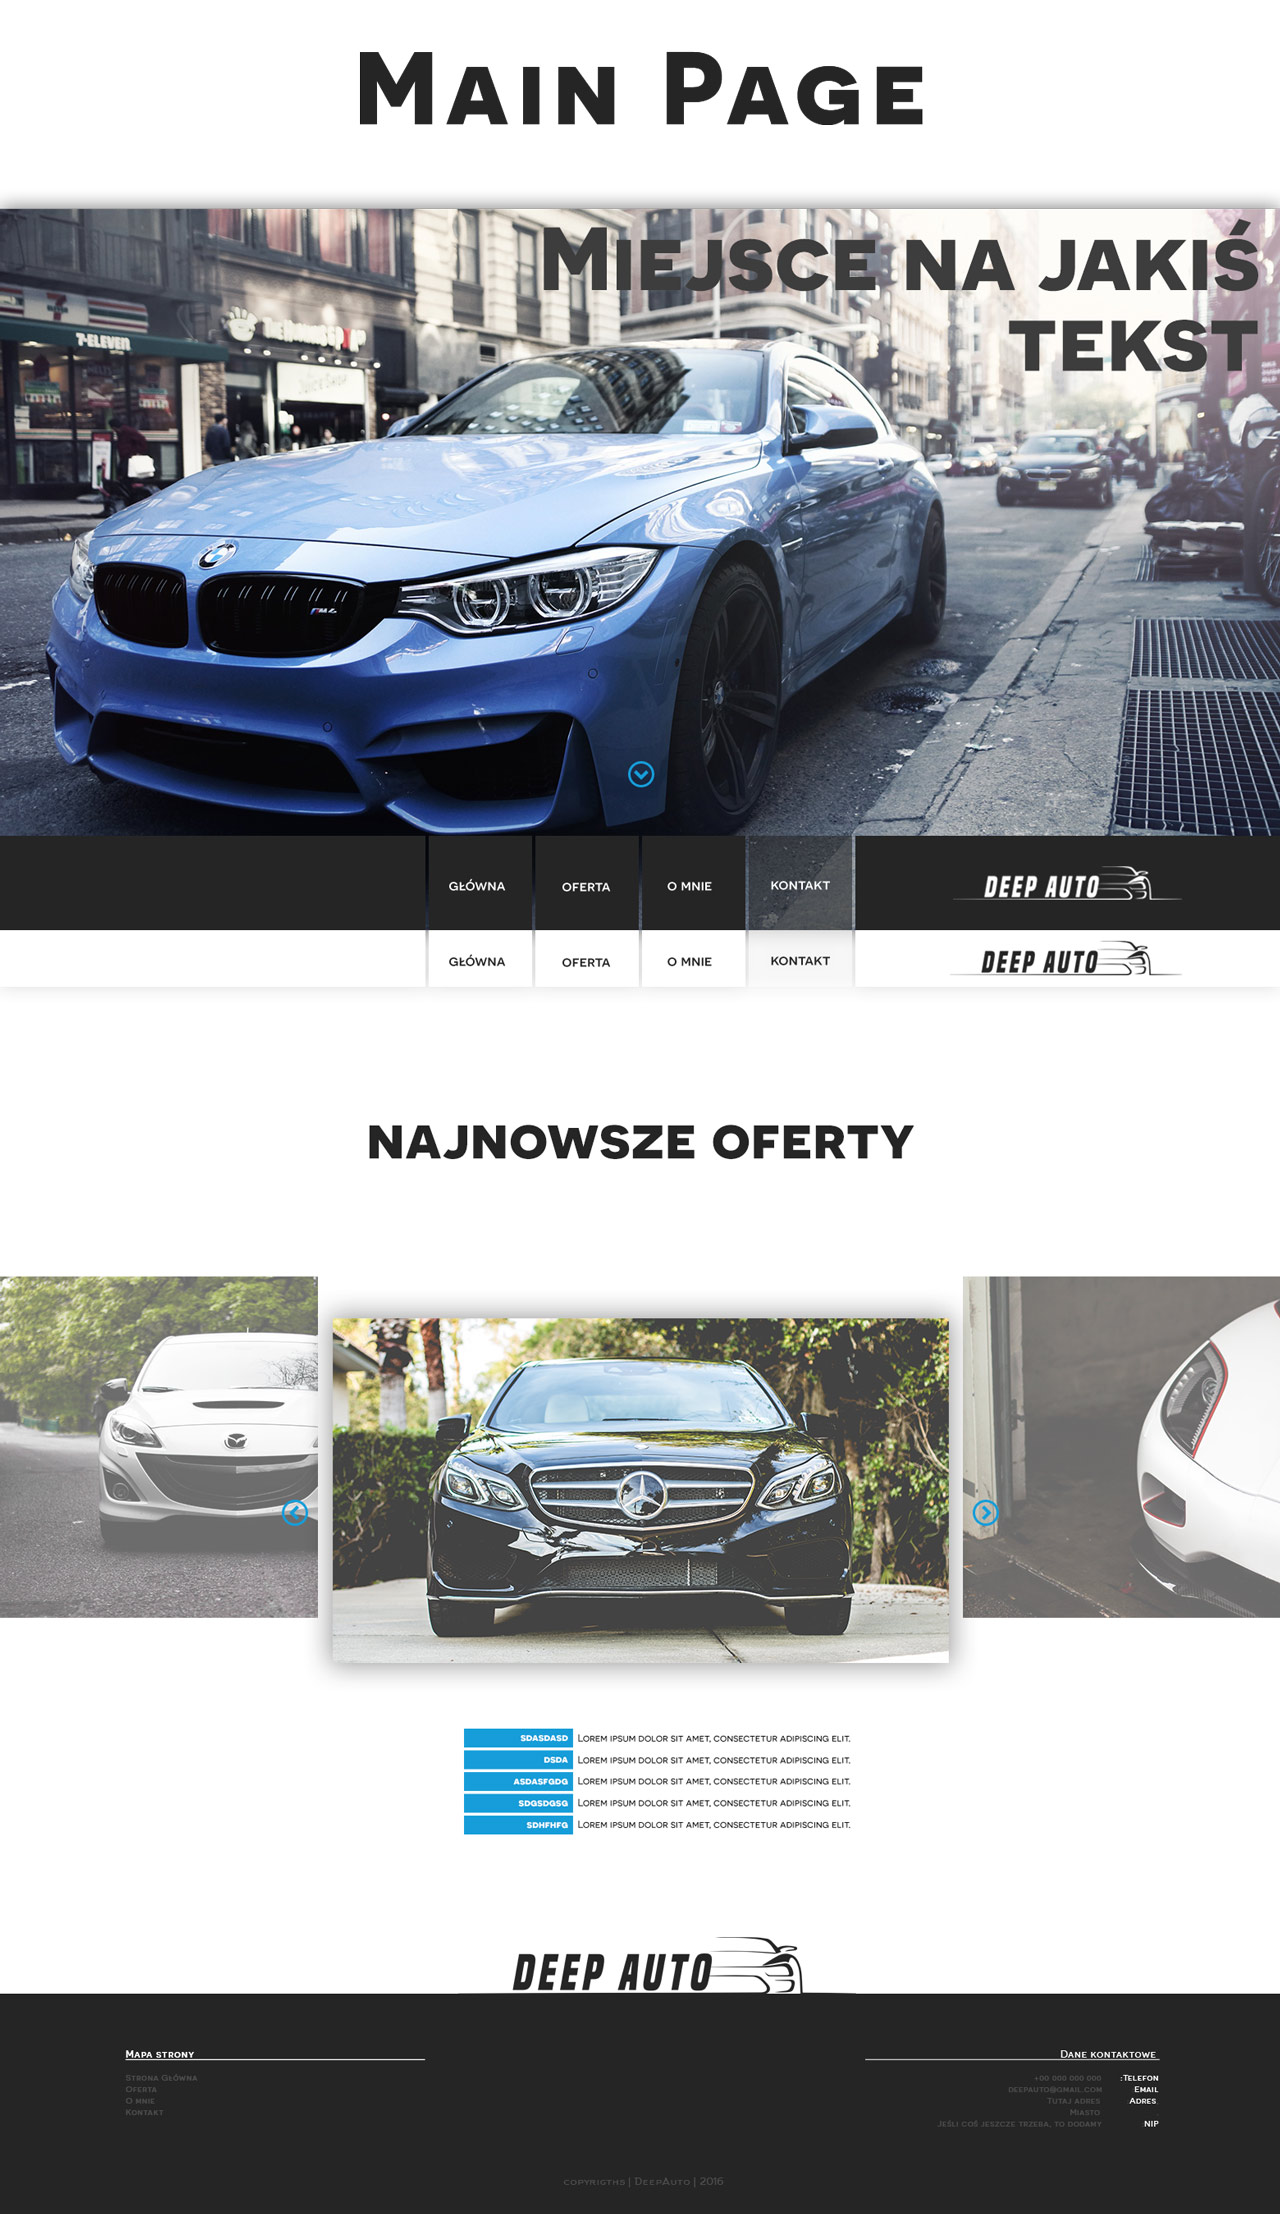 Main Page
Miejsce na jakiś
tekst
7-ELEVEN
M4
GŁÓWNA
OFERTA
O MNIE
KONTAKT
DEEP AUTO
GŁÓWNA
OFERTA
O MNIE
KONTAKT
DEEP AUTO
NAJNOWSZE OFERTY
SDASDASD Lorem ipsum dolor sit amet, consectetur adipiscing elit.
DSDA Lorem ipsum dolor sit amet, consectetur adipiscing elit.
ASDASFGDG Lorem ipsum dolor sit amet, consectetur adipiscing elit.
SDGSDGSG Lorem ipsum dolor sit amet, consectetur adipiscing elit.
SDHFHFG Lorem ipsum dolor sit amet, consectetur adipiscing elit.
DEEP AUTO
Mapa strony
Strona Główna
Oferta
O mnie
Kontakt
Dane kontaktowe
+00 000 000 000 :Telefon
deepauto@gmail.com Email
Tutaj adres Adres
Miasto
Jeśli coś jeszcze trzeba, to dodamy NIP
copyrigths | DeepAuto | 2016